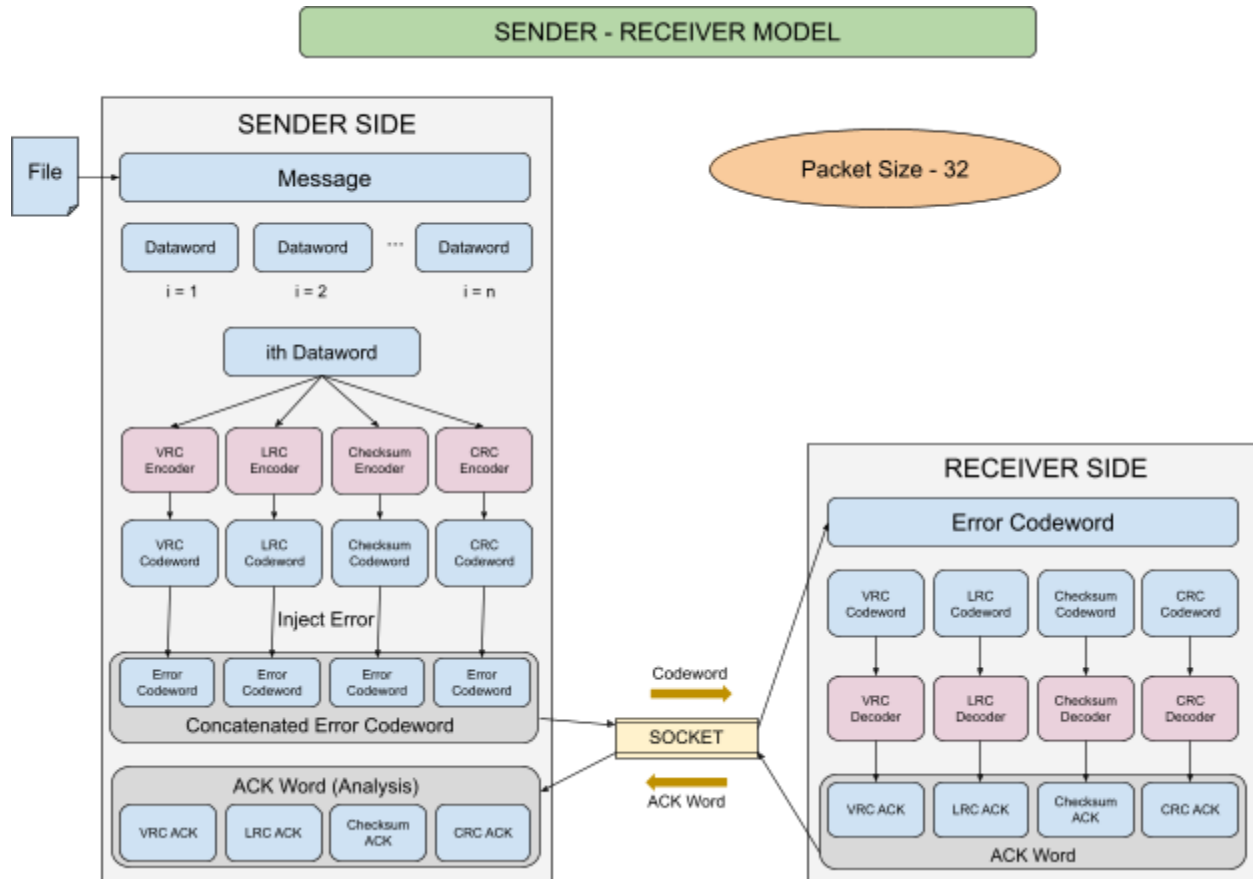 SENDER - RECEIVER MODEL
SENDER SIDE
File
Message
Packet Size - 32
Dataword
Dataword
...
Dataword
i = 1
i = 2
i = n
ith Dataword
VRC
Encoder
LRC
Encoder
Checksum
Encoder
CRC
Encoder
VRC
Codeword
LRC
Codeword
Checksum
Codeword
CRC
Codeword
Inject Error
Error
Codeword
Error
Codeword
Error
Codeword
Error
Codeword
Concatenated Error Codeword
ACK Word (Analysis)
VRC ACK
LRC ACK
Checksum
ACK
CRC ACK
Codeword
SOCKET
ACK Word
RECEIVER SIDE
Error Codeword
VRC
Codeword
LRC
Codeword
Checksum
Codeword
CRC
Codeword
VRC
Decoder
LRC
Decoder
Checksum
Decoder
CRC
Decoder
VRC ACK
LRC ACK
Checksum
ACK
CRC ACK
ACK Word